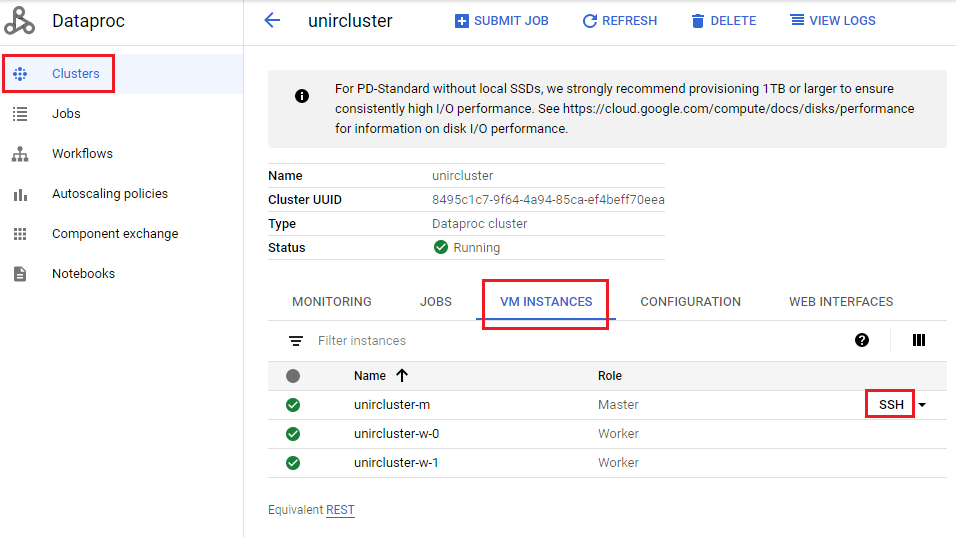 Dataproc
unircluster
SUBMIT JOB
REFRESH
DELETE
VIEW LOGS
Clusters
Jobs
Workflows
Autoscaling policies
Component exchange
Notebooks
For PD-Standard without local SSDs, we strongly recommend provisioning 1TB or larger to ensure
consistently high I/O performance. See https://cloud.google.com/compute/docs/disks/performance
for information on disk I/O performance.
Name unircluster
Cluster UUID 8495c1c7-9f64-4a94-85ca-ef4beff70eea
Type Dataproc cluster
Status Running
MONITORING JOBS VM INSTANCES CONFIGURATION WEB INTERFACES
Filter instances
Name Role
unircluster-m Master SSH
unircluster-w-0 Worker
unircluster-w-1 Worker
Equivalent REST